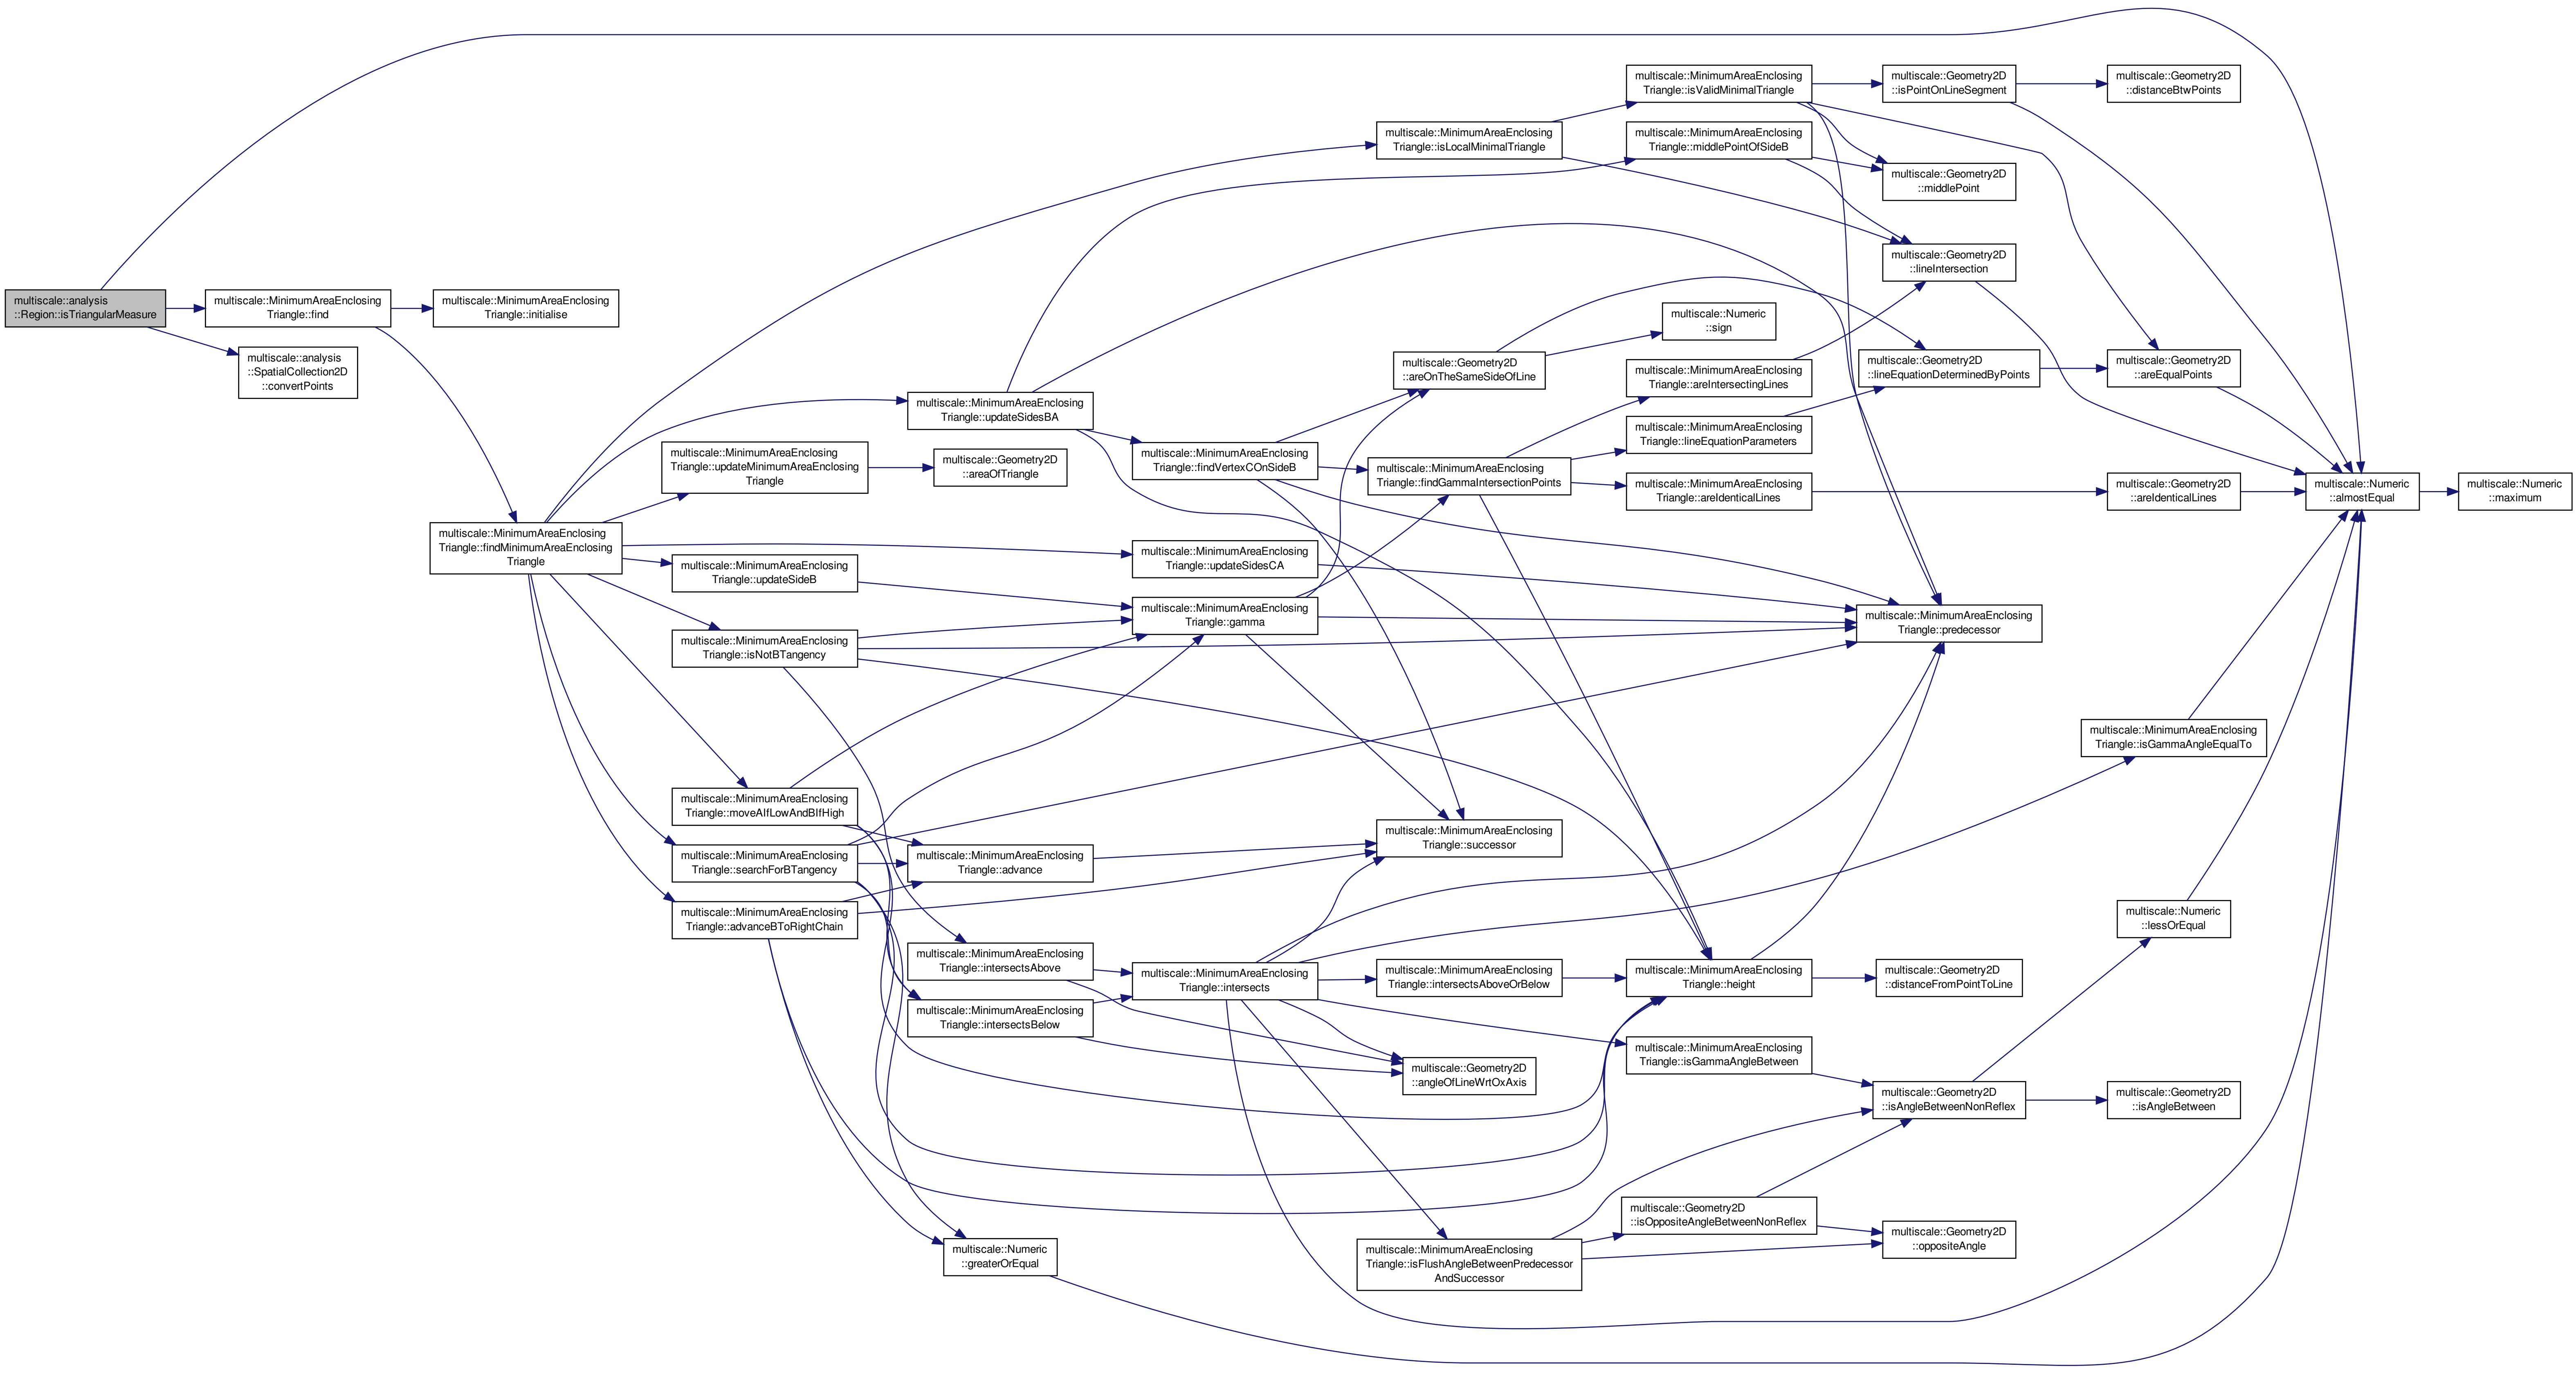 multiscale::analysis
::Region::isTriangularMeasure
multiscale::MinimumAreaEnclosing
Triangle::find
multiscale::analysis
::SpatialCollection2D
::convertPoints
multiscale::MinimumAreaEnclosing
Triangle::initialise
multiscale::MinimumAreaEnclosing
Triangle::findMinimumAreaEnclosing
Triangle
multiscale::MinimumAreaEnclosing
Triangle::updateMinimumAreaEnclosing
Triangle
multiscale::MinimumAreaEnclosing
Triangle::updateSideB
multiscale::MinimumAreaEnclosing
Triangle::isNotBTangency
multiscale::MinimumAreaEnclosing
Triangle::moveAIfLowAndBIfHigh
multiscale::MinimumAreaEnclosing
Triangle::searchForBTangency
multiscale::MinimumAreaEnclosing
Triangle::advanceBToRightChain
multiscale::MinimumAreaEnclosing
Triangle::updateSidesBA
multiscale::Geometry2D
::areaOfTriangle
multiscale::MinimumAreaEnclosing
Triangle::advance
multiscale::MinimumAreaEnclosing
Triangle::intersectsAbove
multiscale::MinimumAreaEnclosing
Triangle::intersectsBelow
multiscale::Numeric
::greaterOrEqual
multiscale::MinimumAreaEnclosing
Triangle::findVertexCOnSideB
multiscale::MinimumAreaEnclosing
Triangle::updateSidesCA
multiscale::MinimumAreaEnclosing
Triangle::gamma
multiscale::MinimumAreaEnclosing
Triangle::intersects
multiscale::MinimumAreaEnclosing
Triangle::isLocalMinimalTriangle
multiscale::Geometry2D
::areOnTheSameSideOfLine
multiscale::MinimumAreaEnclosing
Triangle::findGammaIntersectionPoints
multiscale::MinimumAreaEnclosing
Triangle::successor
multiscale::MinimumAreaEnclosing
Triangle::intersectsAboveOrBelow
multiscale::Geometry2D
::angleOfLineWrtOxAxis
multiscale::MinimumAreaEnclosing
Triangle::isFlushAngleBetweenPredecessor
AndSuccessor
multiscale::MinimumAreaEnclosing
Triangle::isValidMinimalTriangle
multiscale::MinimumAreaEnclosing
Triangle::middlePointOfSideB
multiscale::Numeric
::sign
multiscale::MinimumAreaEnclosing
Triangle::areIntersectingLines
multiscale::MinimumAreaEnclosing
Triangle::lineEquationParameters
multiscale::MinimumAreaEnclosing
Triangle::areIdenticalLines
multiscale::MinimumAreaEnclosing
Triangle::height
multiscale::MinimumAreaEnclosing
Triangle::isGammaAngleBetween
multiscale::Geometry2D
::isOppositeAngleBetweenNonReflex
multiscale::Geometry2D
::isPointOnLineSegment
multiscale::Geometry2D
::middlePoint
multiscale::Geometry2D
::lineIntersection
multiscale::Geometry2D
::lineEquationDeterminedByPoints
multiscale::MinimumAreaEnclosing
Triangle::predecessor
multiscale::Geometry2D
::distanceFromPointToLine
multiscale::Geometry2D
::isAngleBetweenNonReflex
multiscale::Geometry2D
::oppositeAngle
multiscale::Geometry2D
::distanceBtwPoints
multiscale::Geometry2D
::areEqualPoints
multiscale::Geometry2D
::areIdenticalLines
multiscale::MinimumAreaEnclosing
Triangle::isGammaAngleEqualTo
multiscale::Numeric
::lessOrEqual
multiscale::Geometry2D
::isAngleBetween
multiscale::Numeric
::almostEqual
multiscale::Numeric
::maximum